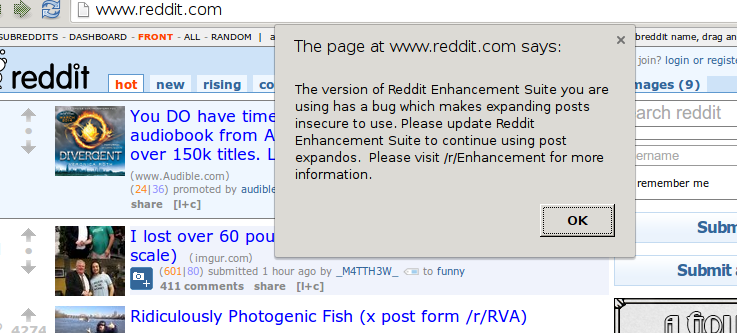 www.reddit.com
SUBREDDITS - DASHBOARD - FRONT - ALL - RANDOM |
breddit name, drag an
reddit
hot new rising
join? login or registe
mages (9)
The page at www.reddit.com says:
The version of Reddit Enhancement Suite you are
using has a bug which makes expanding posts
insecure to use. Please update Reddit
Enhancement Suite to continue using post
expandos. Please visit /r/Enhancement for more
information.
OK
DIVERGENT
You DO have time
audiobook from A
over 150k titles. L
(www.Audible.com)
(24|36) promoted by audible
share [l+c]
earch reddit
ername
remember me
Subm
Submit a
I lost over 60 pou
scale) (imgur.com)
(601|80) submitted 1 hour ago by _M4TTH3W_ to funny
411 comments share [l+c]
4274
Ridiculously Photogenic Fish (x post form /r/RVA)